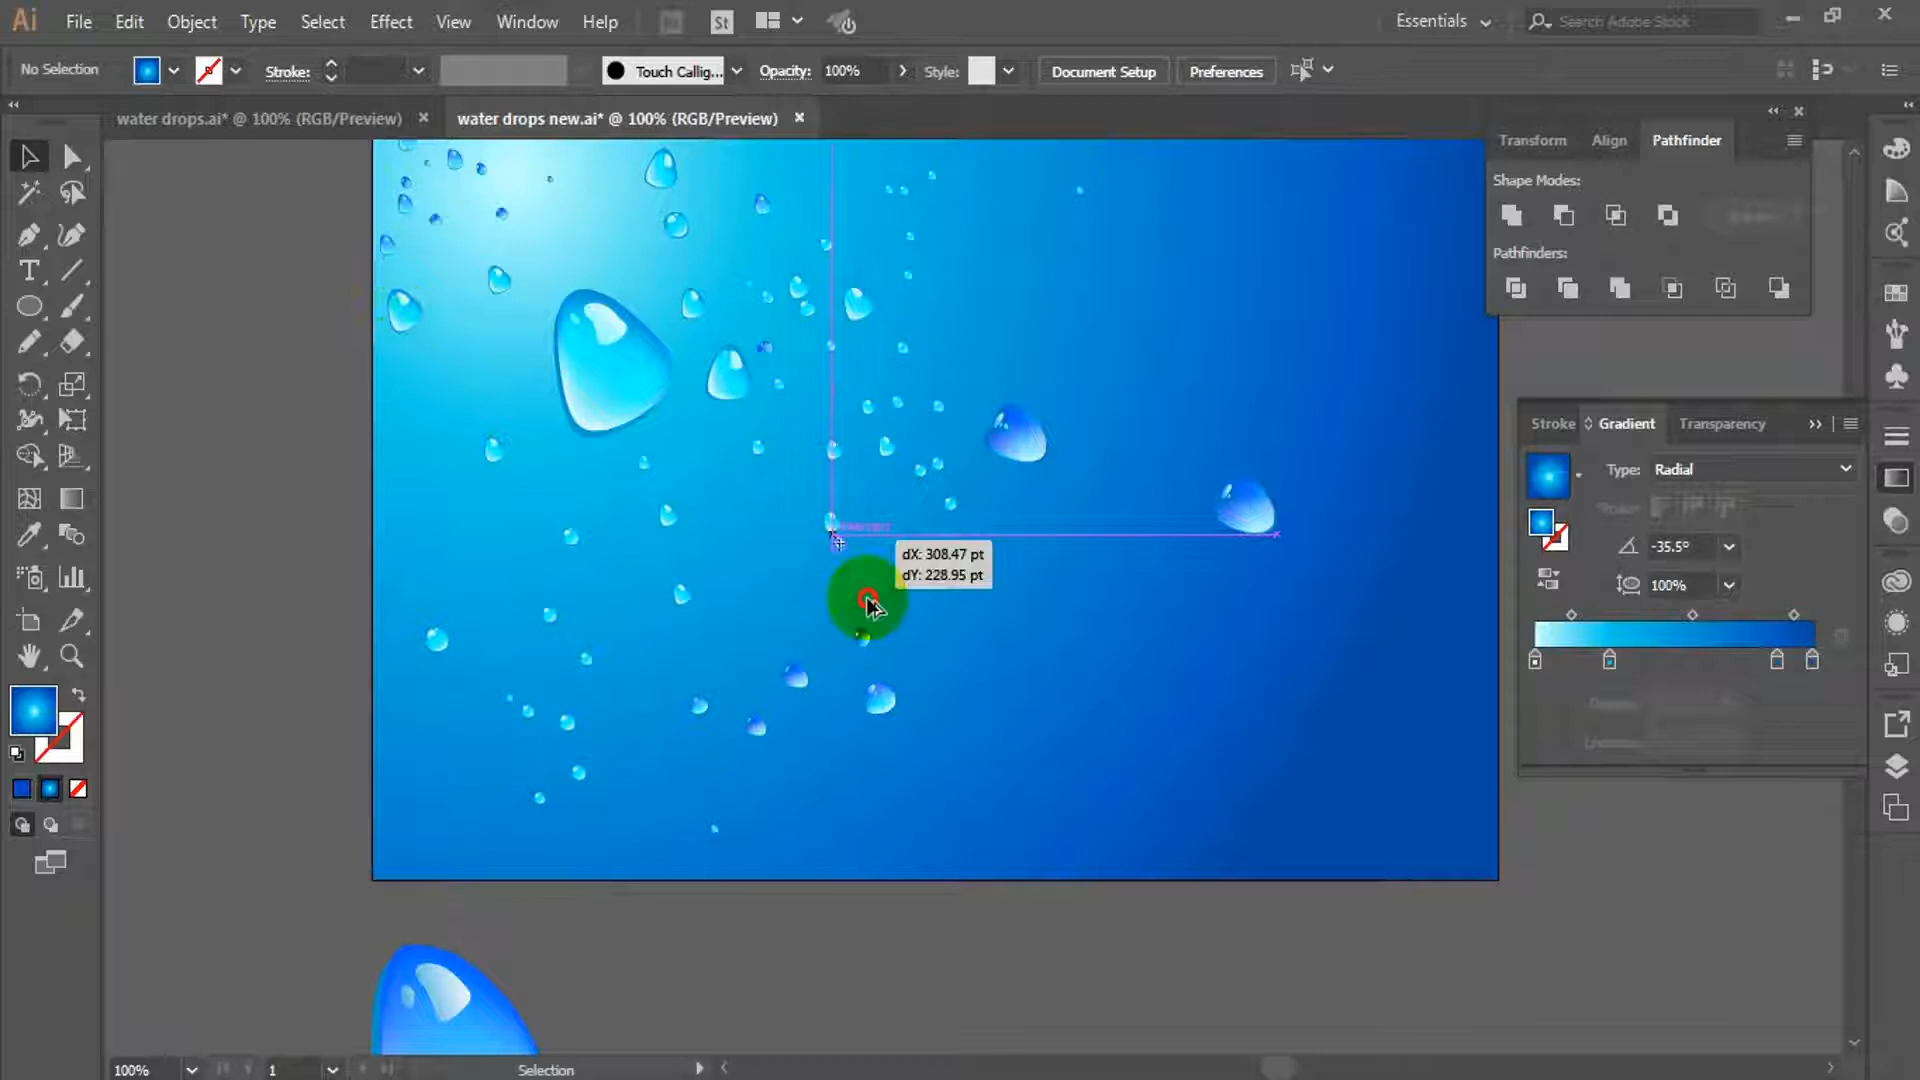 Ai File Edit Object Type Select Effect View Window Help St Essentials Search Adobe Stock
No Selection Stroke: Touch Callig... Opacity: 100% Style: Document Setup Preferences
water drops.ai* @ 100% (RGB/Preview) × water drops new.ai* @ 100% (RGB/Preview) ×
Transform Align Pathfinder
Shape Modes:
Pathfinders:
Stroke Gradient Transparency
Type: Radial
-35.5°
100%
dX: 308.47 pt
dY: 228.95 pt
100% 1 Selection